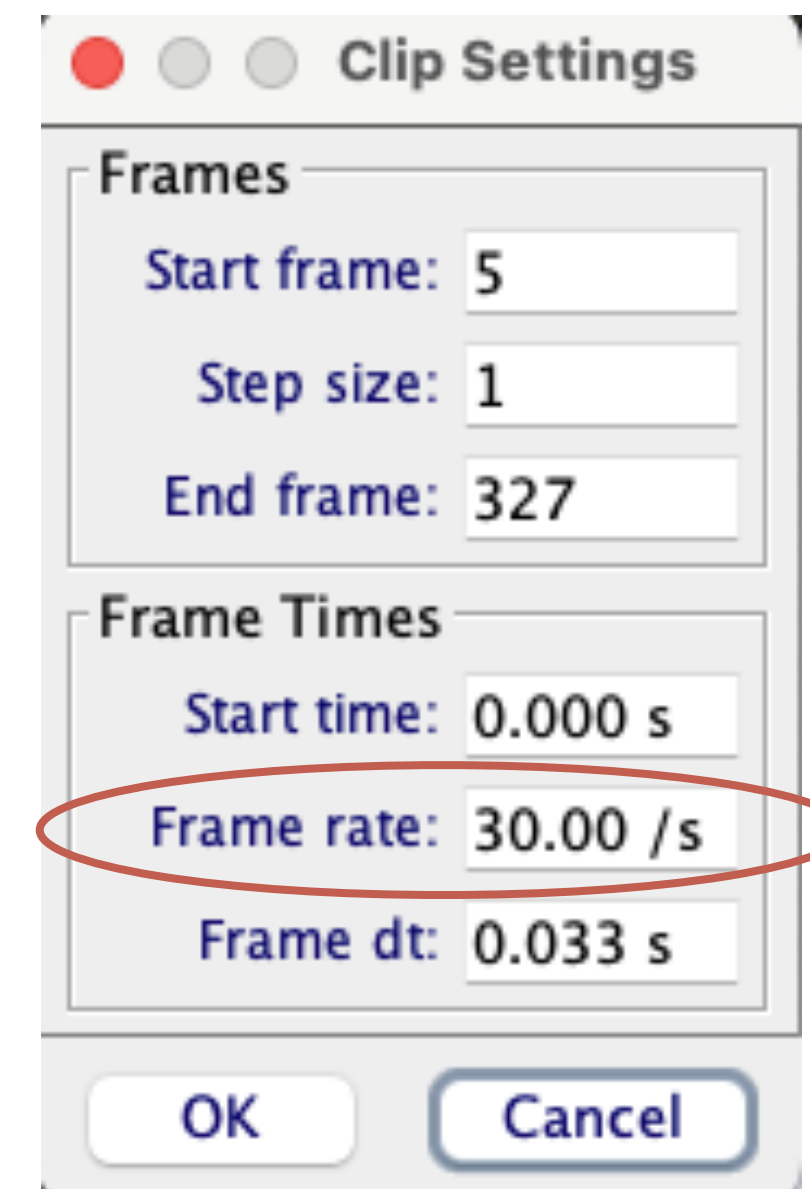 Clip Settings
Frames
Start frame: 5
Step size: 1
End frame: 327
Frame Times
Start time: 0.000 s
Frame rate: 30.00 /s
Frame dt: 0.033 s
OK Cancel